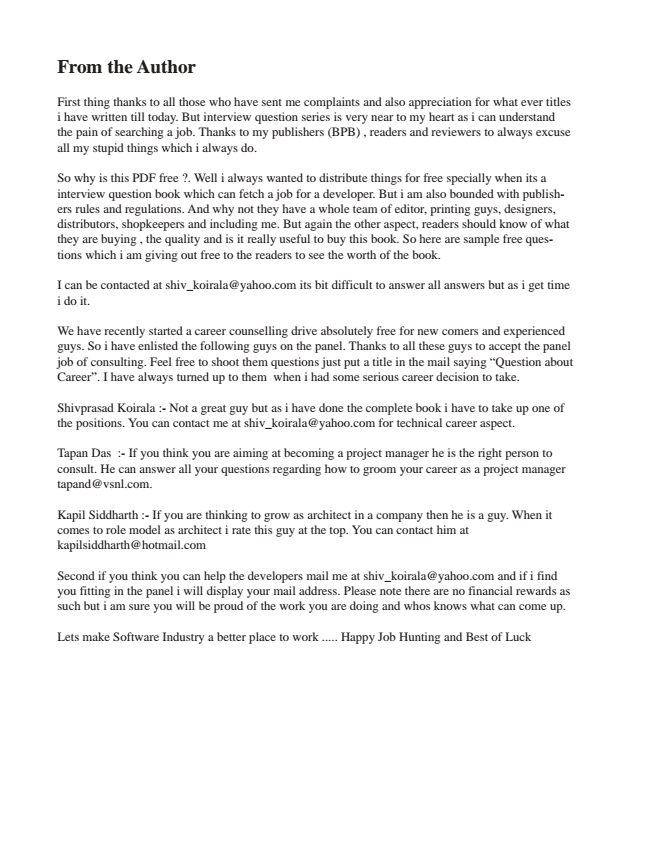 From the Author
First thing thanks to all those who have sent me complaints and also appreciation for what ever titles
i have written till today. But interview question series is very near to my heart as i can understand
the pain of searching a job. Thanks to my publishers (BPB) , readers and reviewers to always excuse
all my stupid things which i always do.
So why is this PDF free ?. Well i always wanted to distribute things for free specially when its a
interview question book which can fetch a job for a developer. But i am also bounded with publish-
ers rules and regulations. And why not they have a whole team of editor, printing guys, designers,
distributors, shopkeepers and including me. But again the other aspect, readers should know of what
they are buying , the quality and is it really useful to buy this book. So here are sample free ques-
tions which i am giving out free to the readers to see the worth of the book.
I can be contacted at shiv_koirala@yahoo.com its bit difficult to answer all answers but as i get time
i do it.
We have recently started a career counselling drive absolutely free for new comers and experienced
guys. So i have enlisted the following guys on the panel. Thanks to all these guys to accept the panel
job of consulting. Feel free to shoot them questions just put a title in the mail saying “Question about
Career”. I have always turned up to them  when i had some serious career decision to take.
Shivprasad Koirala :- Not a great guy but as i have done the complete book i have to take up one of
the positions. You can contact me at shiv_koirala@yahoo.com for technical career aspect.
Tapan Das  :- If you think you are aiming at becoming a project manager he is the right person to
consult. He can answer all your questions regarding how to groom your career as a project manager
tapand@vsnl.com.
Kapil Siddharth :- If you are thinking to grow as architect in a company then he is a guy. When it
comes to role model as architect i rate this guy at the top. You can contact him at
kapilsiddharth@hotmail.com
Second if you think you can help the developers mail me at shiv_koirala@yahoo.com and if i find
you fitting in the panel i will display your mail address. Please note there are no financial rewards as
such but i am sure you will be proud of the work you are doing and whos knows what can come up.
Lets make Software Industry a better place to work ..... Happy Job Hunting and Best of Luck